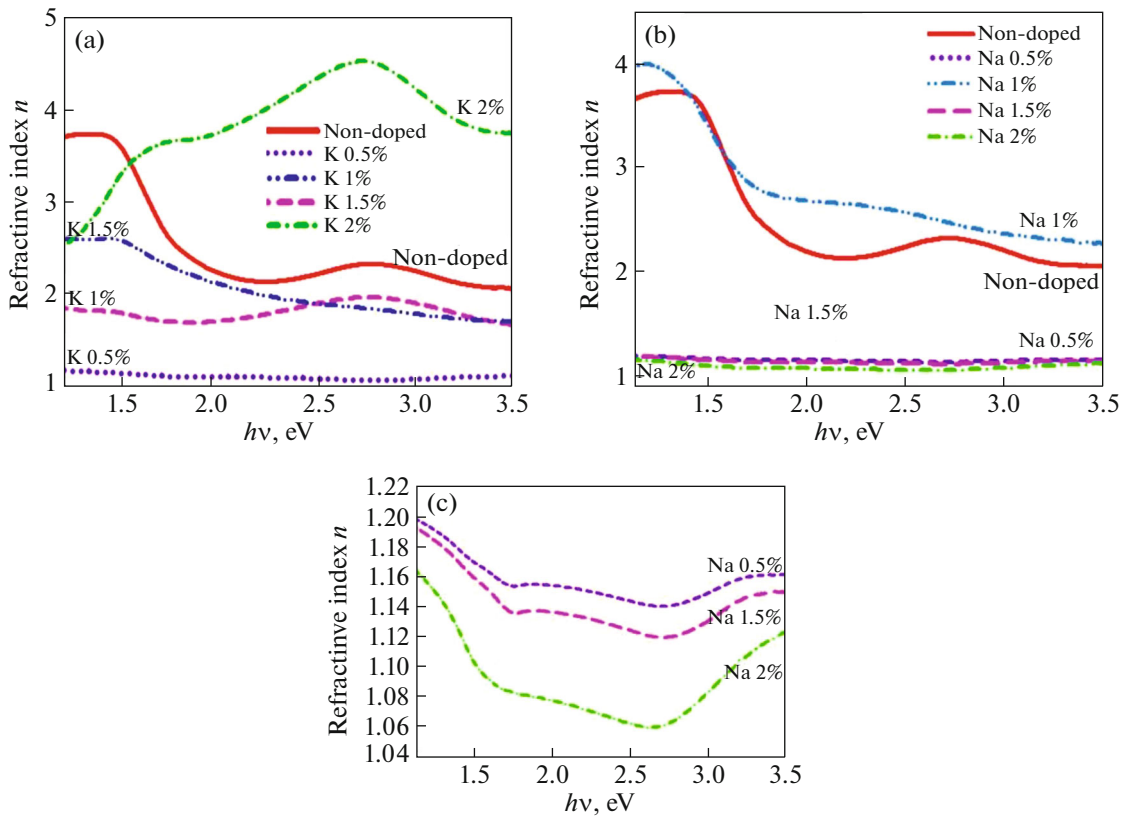 (a)
Refractinve index n
5
4
3
2
1
Non-doped
K 0.5%
K 1%
K 1.5%
K 2%
K 2%
K 1.5%
Non-doped
K 1%
K 0.5%
1.5
2.0
2.5
3.0
3.5
hν, eV
(b)
Refractinve index n
4
3
2
1
Non-doped
Na 0.5%
Na 1%
Na 1.5%
Na 2%
Na 1%
Non-doped
Na 1.5%
Na 0.5%
Na 2%
1.5
2.0
2.5
3.0
3.5
hν, eV
(c)
Refractinve index n
1.22
1.20
1.18
1.16
1.14
1.12
1.10
1.08
1.06
1.04
Na 0.5%
Na 1.5%
Na 2%
1.5
2.0
2.5
3.0
3.5
hν, eV